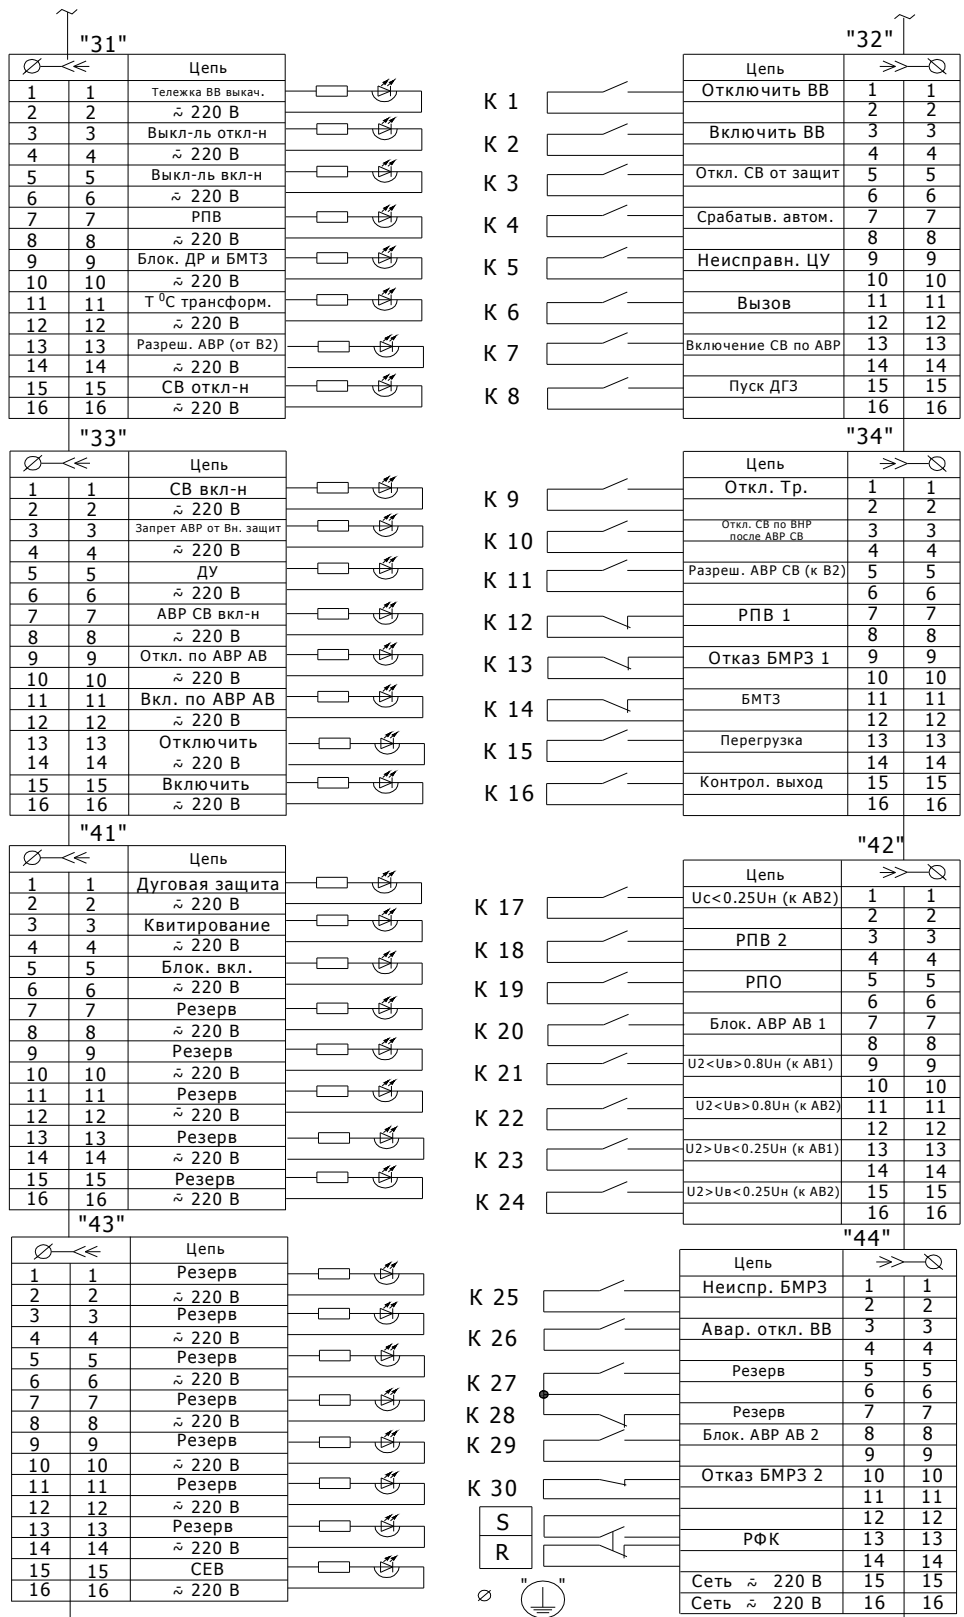 "31"
Цепь
1 1 Тележка ВВ выкач.
2 2 ~ 220 В
3 3 Выкл-ль откл-н
4 4 ~ 220 В
5 5 Выкл-ль вкл-н
6 6 ~ 220 В
7 7 РПВ
8 8 ~ 220 В
9 9 Блок. ДР и БМТЗ
10 10 ~ 220 В
11 11 Т ⁰С трансформ.
12 12 ~ 220 В
13 13 Разреш. АВР (от В2)
14 14 ~ 220 В
15 15 СВ откл-н
16 16 ~ 220 В
"32"
Цепь
К 1 Отключить ВВ 1 1
2 2
К 2 Включить ВВ 3 3
4 4
К 3 Откл. СВ от защит 5 5
6 6
К 4 Срабатыв. автом. 7 7
8 8
К 5 Неисправн. ЦУ 9 9
10 10
К 6 Вызов 11 11
12 12
К 7 Включение СВ по АВР 13 13
14 14
К 8 Пуск ДГЗ 15 15
16 16
"33"
Цепь
1 1 СВ вкл-н
2 2 ~ 220 В
3 3 Запрет АВР от Вн. защит
4 4 ~ 220 В
5 5 ДУ
6 6 ~ 220 В
7 7 АВР СВ вкл-н
8 8 ~ 220 В
9 9 Откл. по АВР АВ
10 10 ~ 220 В
11 11 Вкл. по АВР АВ
12 12 ~ 220 В
13 13 Отключить
14 14 ~ 220 В
15 15 Включить
16 16 ~ 220 В
"34"
Цепь
К 9 Откл. Тр. 1 1
2 2
К 10 Откл. СВ по ВНР
после АВР СВ 3 3
4 4
К 11 Разреш. АВР СВ (к В2) 5 5
6 6
К 12 РПВ 1 7 7
8 8
К 13 Отказ БМРЗ 1 9 9
10 10
К 14 БМТЗ 11 11
12 12
К 15 Перегрузка 13 13
14 14
К 16 Контрол. выход 15 15
16 16
"41"
Цепь
1 1 Дуговая защита
2 2 ~ 220 В
3 3 Квитирование
4 4 ~ 220 В
5 5 Блок. вкл.
6 6 ~ 220 В
7 7 Резерв
8 8 ~ 220 В
9 9 Резерв
10 10 ~ 220 В
11 11 Резерв
12 12 ~ 220 В
13 13 Резерв
14 14 ~ 220 В
15 15 Резерв
16 16 ~ 220 В
"42"
Цепь
К 17 Uc<0.25Uн (к АВ2) 1 1
2 2
К 18 РПВ 2 3 3
4 4
К 19 РПО 5 5
6 6
К 20 Блок. АВР АВ 1 7 7
8 8
К 21 U2<Uв>0.8Uн (к АВ1) 9 9
10 10
К 22 U2<Uв>0.8Uн (к АВ2) 11 11
12 12
К 23 U2>Uв<0.25Uн (к АВ1) 13 13
14 14
К 24 U2>Uв<0.25Uн (к АВ2) 15 15
16 16
"43"
Цепь
1 1 Резерв
2 2 ~ 220 В
3 3 Резерв
4 4 ~ 220 В
5 5 Резерв
6 6 ~ 220 В
7 7 Резерв
8 8 ~ 220 В
9 9 Резерв
10 10 ~ 220 В
11 11 Резерв
12 12 ~ 220 В
13 13 Резерв
14 14 ~ 220 В
15 15 СЕВ
16 16 ~ 220 В
"44"
Цепь
К 25 Неиспр. БМРЗ 1 1
2 2
К 26 Авар. откл. ВВ 3 3
4 4
К 27 Резерв 5 5
6 6
К 28 Резерв 7 7
К 29 Блок. АВР АВ 2 8 8
9 9
К 30 Отказ БМРЗ 2 10 10
11 11
S 12 12
R РФК 13 13
14 14
Сеть ~ 220 В 15 15
Сеть ~ 220 В 16 16
" "